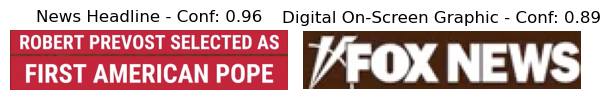 News Headline - Conf: 0.96
ROBERT PREVOST SELECTED AS
FIRST AMERICAN POPE
Digital On-Screen Graphic - Conf: 0.89
FOX NEWS